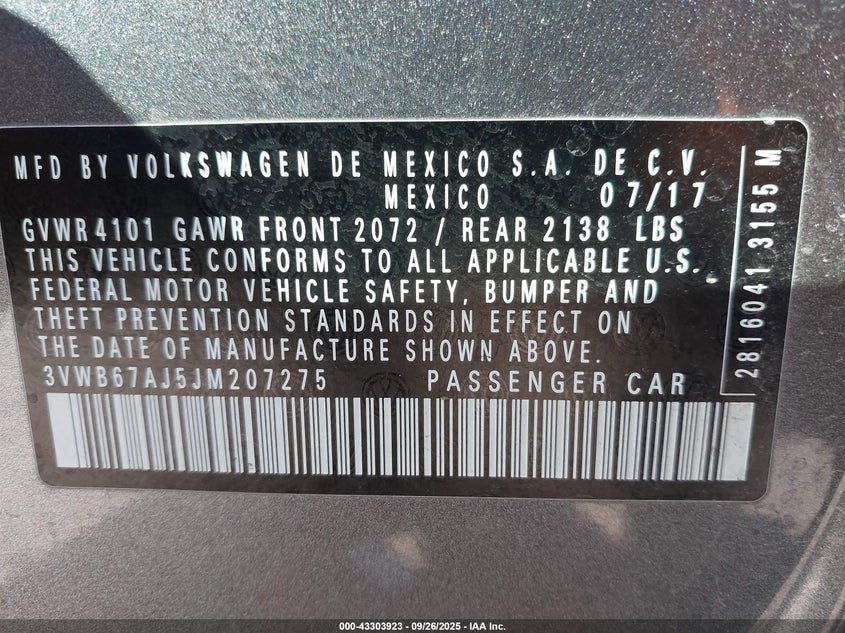 MFD BY VOLKSWAGEN DE MEXICO S.A. DE C.V.
MEXICO 07/17
GVWR 4101 GAWR FRONT 2072 / REAR 2138 LBS
THIS VEHICLE CONFORMS TO ALL APPLICABLE U.S.
FEDERAL MOTOR VEHICLE SAFETY, BUMPER AND
THEFT PREVENTION STANDARDS IN EFFECT ON
THE DATE OF MANUFACTURE SHOWN ABOVE.
3VWB67AJ5JM207275 PASSENGER CAR
2816041 3155 M
000-43303923 - 09/26/2025 - IAA Inc.